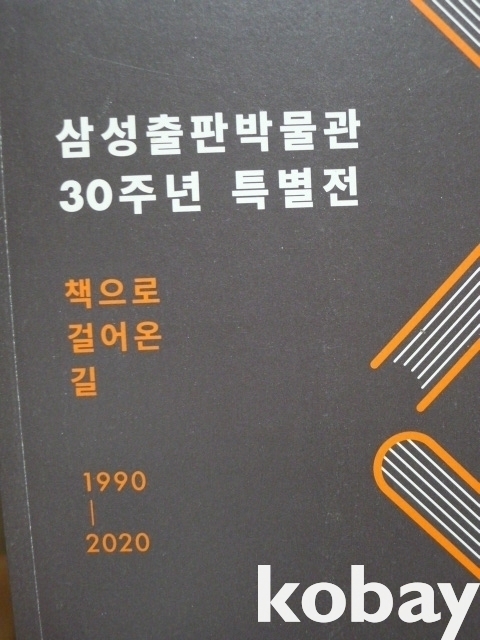 삼성출판박물관
30주년 특별전
책으로
걸어온
길
1990
2020
kobay